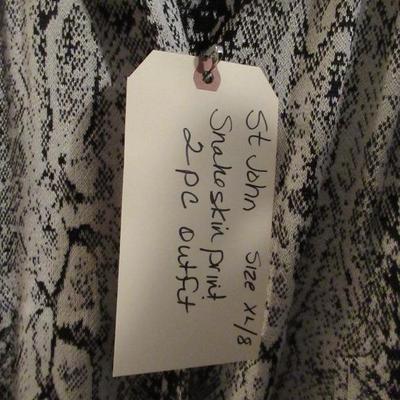 St John Size XL/8
Snakeskin print
2 pc outfit